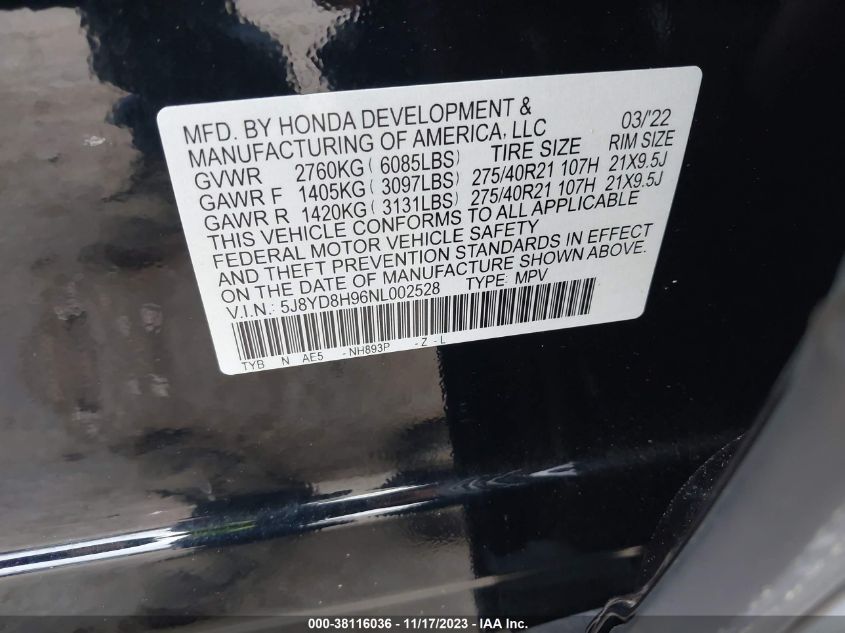 MFD. BY HONDA DEVELOPMENT & 03/'22
MANUFACTURING OF AMERICA, LLC TIRE SIZE RIM SIZE
GVWR 2760KG ( 6085LBS)
GAWR F 1405KG ( 3097LBS) 275/40R21 107H 21X9.5J
GAWR R 1420KG ( 3131LBS) 275/40R21 107H 21X9.5J
THIS VEHICLE CONFORMS TO ALL APPLICABLE
FEDERAL MOTOR VEHICLE SAFETY
AND THEFT PREVENTION STANDARDS IN EFFECT
ON THE DATE OF MANUFACTURE SHOWN ABOVE.
V.I.N.: 5J8YD8H96NL002528 TYPE: MPV
TYB N AE5 -NH893P -Z-L
000-38116036 - 11/17/2023 - 11/17 IAA, Inc.